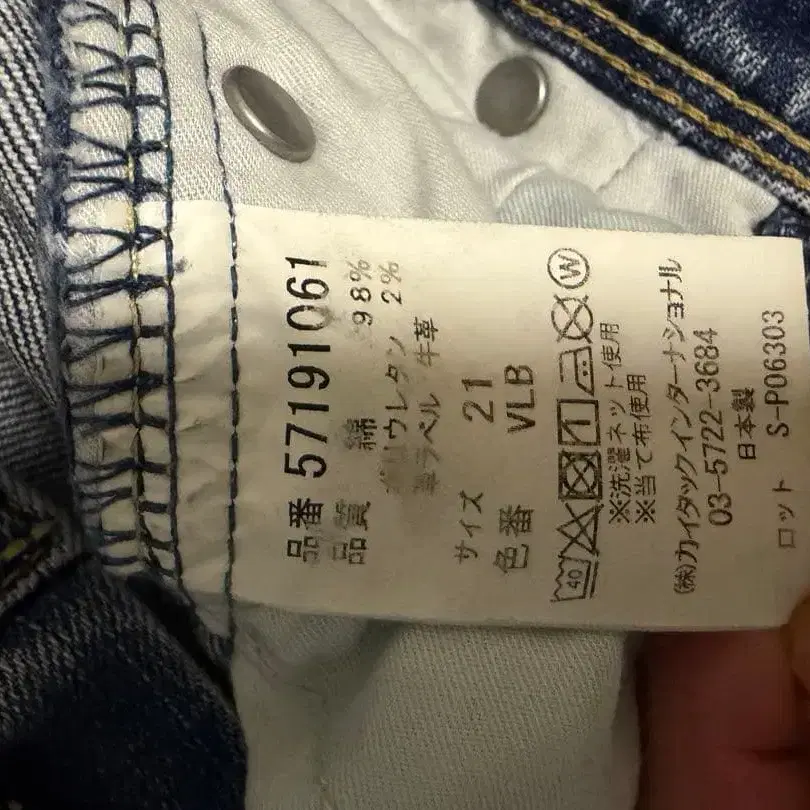 品番 57191061
品質 綿 98%
ポリウレタン 2%
革ラベル 牛革
サイズ 21
色番 VLB
40 W
※洗濯ネット使用
※当て布使用
(株)カイタックインターナショナル
03-5722-3684
日本製
ロット S-P06303